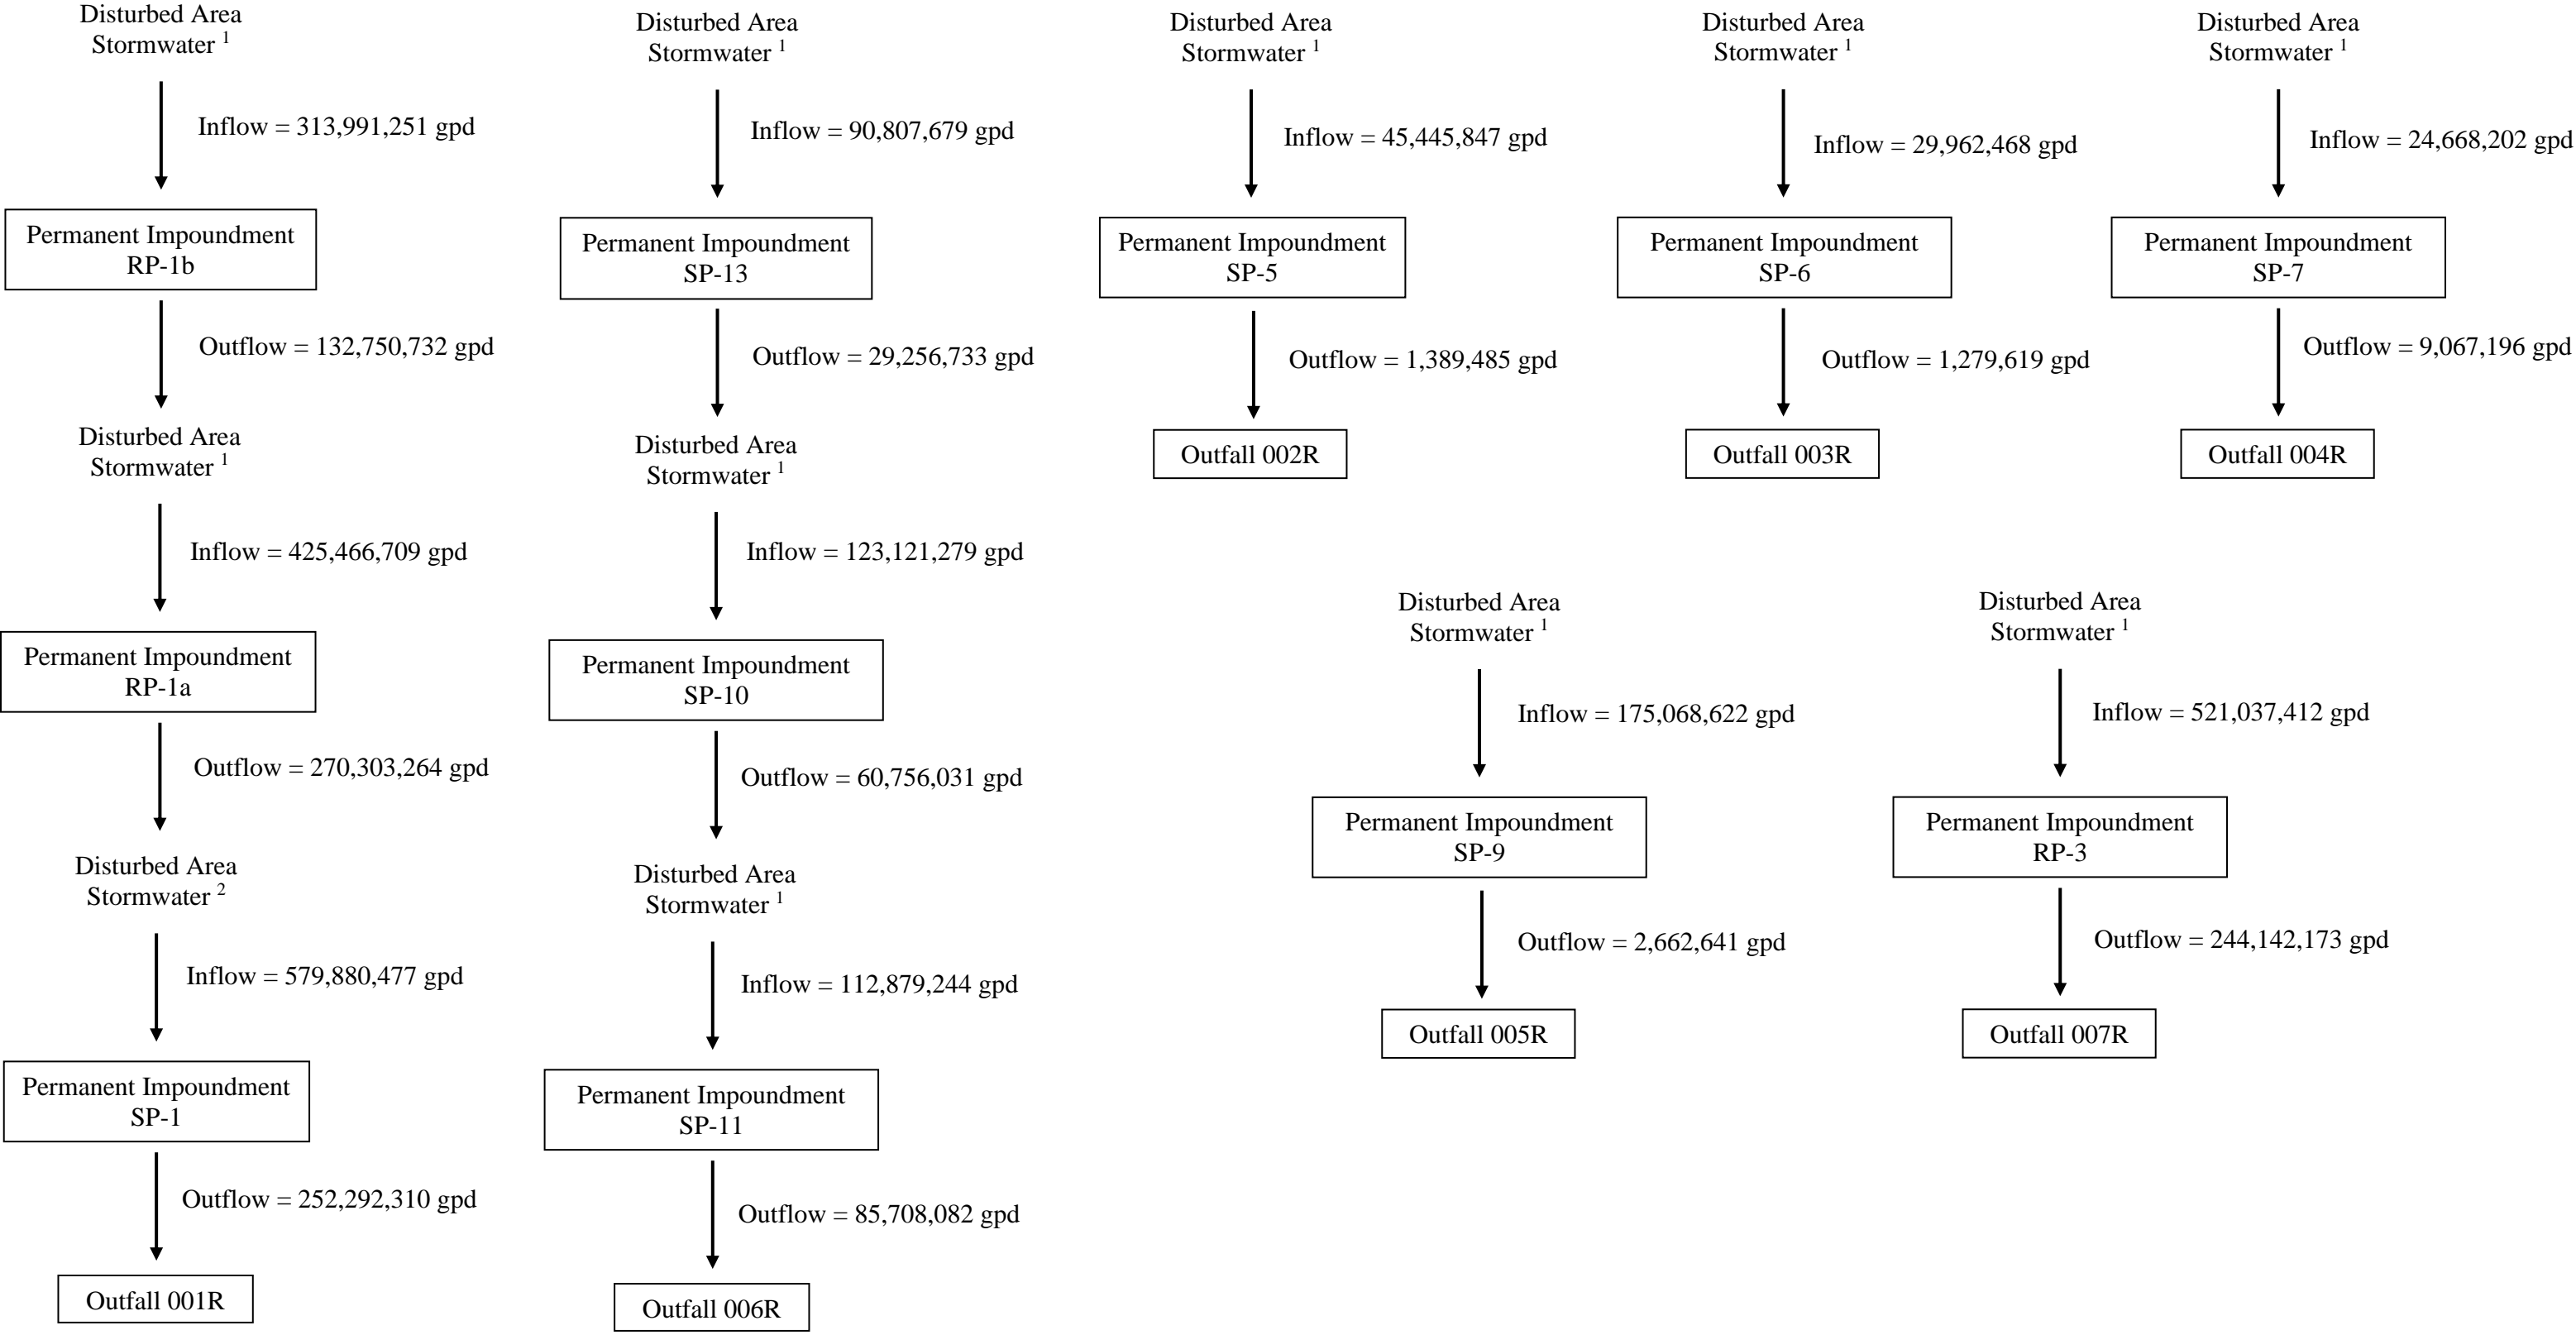 Disturbed Area
Stormwater 1
Inflow = 313,991,251 gpd
Permanent Impoundment
RP-1b
Outflow = 132,750,732 gpd
Disturbed Area
Stormwater 1
Inflow = 425,466,709 gpd
Permanent Impoundment
RP-1a
Outflow = 270,303,264 gpd
Disturbed Area
Stormwater 2
Inflow = 579,880,477 gpd
Permanent Impoundment
SP-1
Outflow = 252,292,310 gpd
Outfall 001R
Disturbed Area
Stormwater 1
Inflow = 90,807,679 gpd
Permanent Impoundment
SP-13
Outflow = 29,256,733 gpd
Disturbed Area
Stormwater 1
Inflow = 123,121,279 gpd
Permanent Impoundment
SP-10
Outflow = 60,756,031 gpd
Disturbed Area
Stormwater 1
Inflow = 112,879,244 gpd
Permanent Impoundment
SP-11
Outflow = 85,708,082 gpd
Outfall 006R
Disturbed Area
Stormwater 1
Inflow = 45,445,847 gpd
Permanent Impoundment
SP-5
Outflow = 1,389,485 gpd
Outfall 002R
Disturbed Area
Stormwater 1
Inflow = 29,962,468 gpd
Permanent Impoundment
SP-6
Outflow = 1,279,619 gpd
Outfall 003R
Disturbed Area
Stormwater 1
Inflow = 24,668,202 gpd
Permanent Impoundment
SP-7
Outflow = 9,067,196 gpd
Outfall 004R
Disturbed Area
Stormwater 1
Inflow = 175,068,622 gpd
Permanent Impoundment
SP-9
Outflow = 2,662,641 gpd
Outfall 005R
Disturbed Area
Stormwater 1
Inflow = 521,037,412 gpd
Permanent Impoundment
RP-3
Outflow = 244,142,173 gpd
Outfall 007R